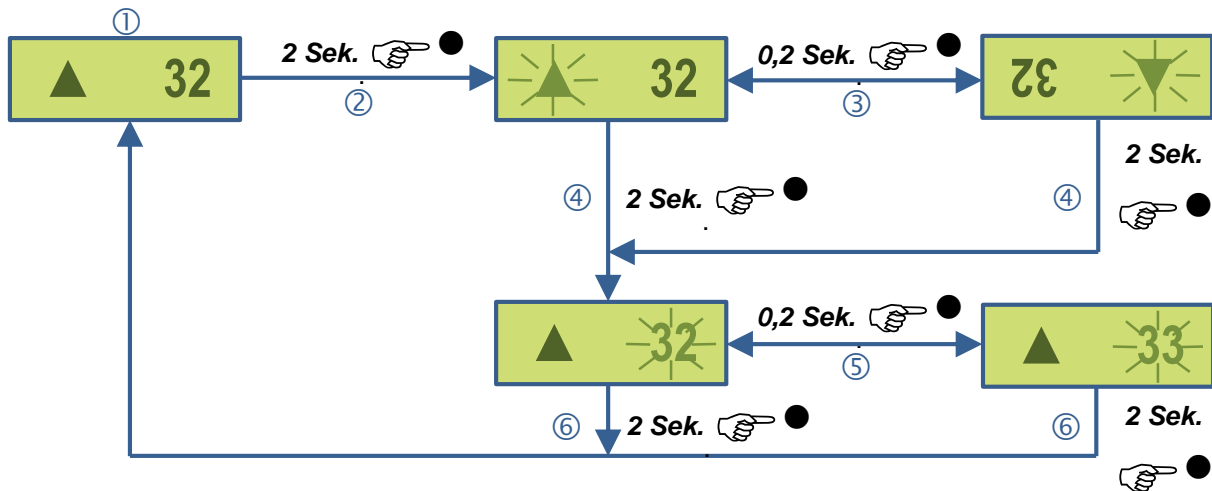 ①
32
2 Sek.
②
32
0,2 Sek.
③
32
④
2 Sek.
④
2 Sek.
32
0,2 Sek.
⑤
33
⑥
2 Sek.
⑥
2 Sek.